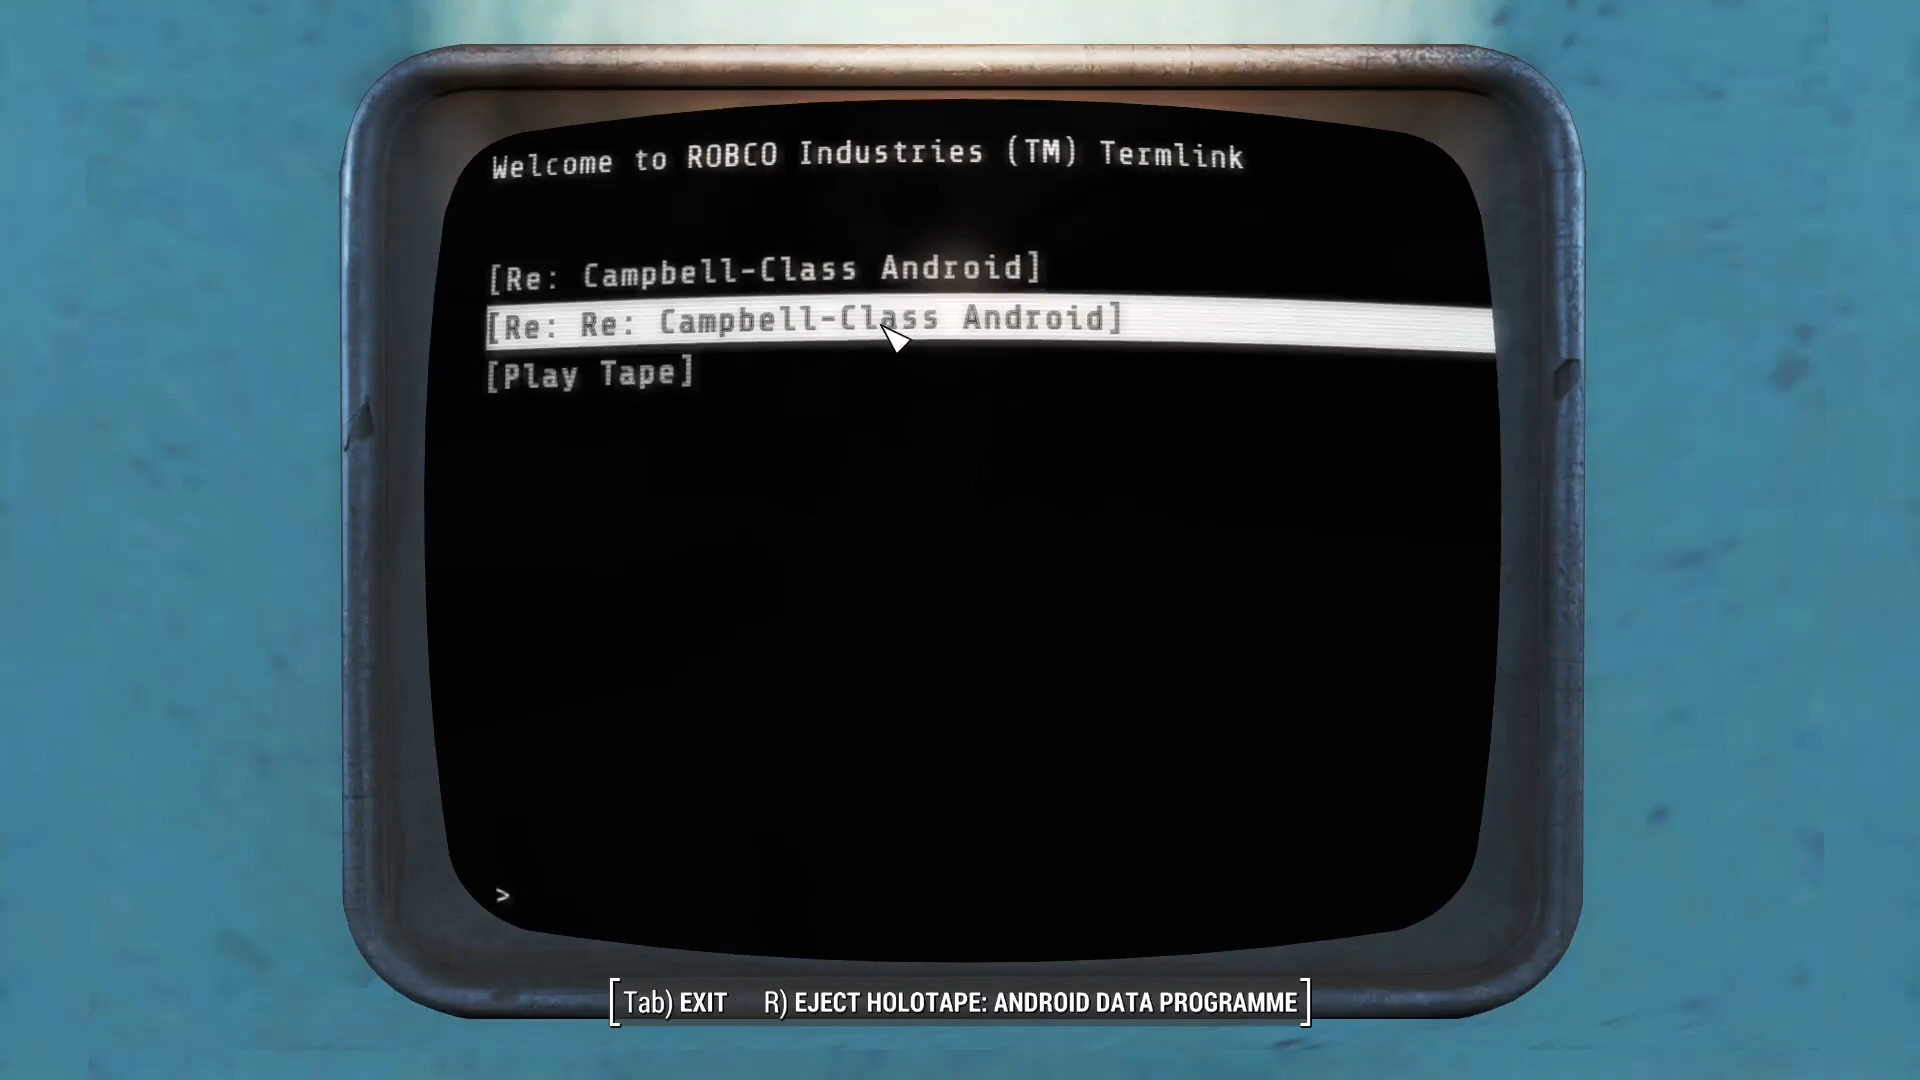 Welcome to ROBCO Industries (TM) Termlink
[Re: Campbell-Class Android]
[Re: Re: Campbell-Class Android]
[Play Tape]
>
[Tab) EXIT R) EJECT HOLOTAPE: ANDROID DATA PROGRAMME]